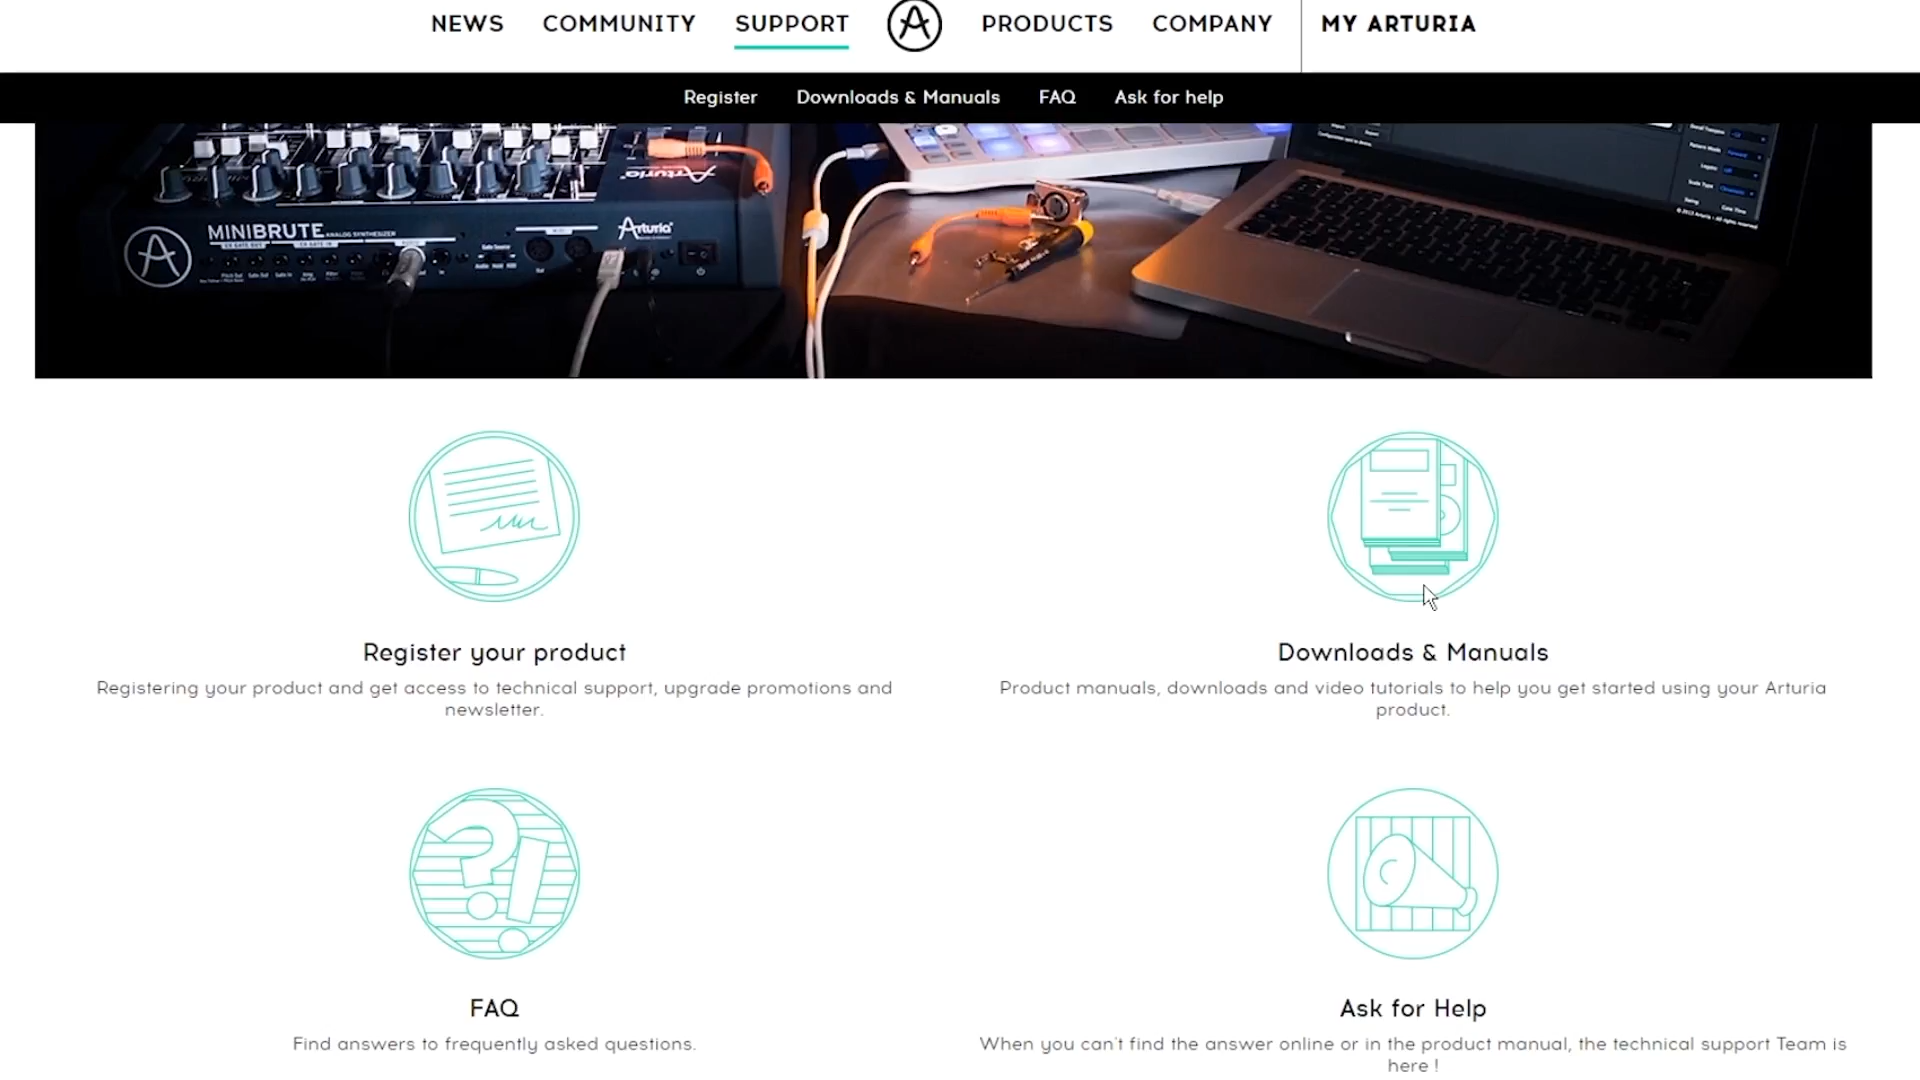 NEWS COMMUNITY SUPPORT PRODUCTS COMPANY MY ARTURIA
Register Downloads & Manuals FAQ Ask for help
MINIBRUTE ANALOG SYNTHESIZER
Arturia
Register your product
Registering your product and get access to technical support, upgrade promotions and
newsletter.
Downloads & Manuals
Product manuals, downloads and video tutorials to help you get started using your Arturia
product.
FAQ
Find answers to frequently asked questions.
Ask for Help
When you can't find the answer online or in the product manual, the technical support Team is
here !